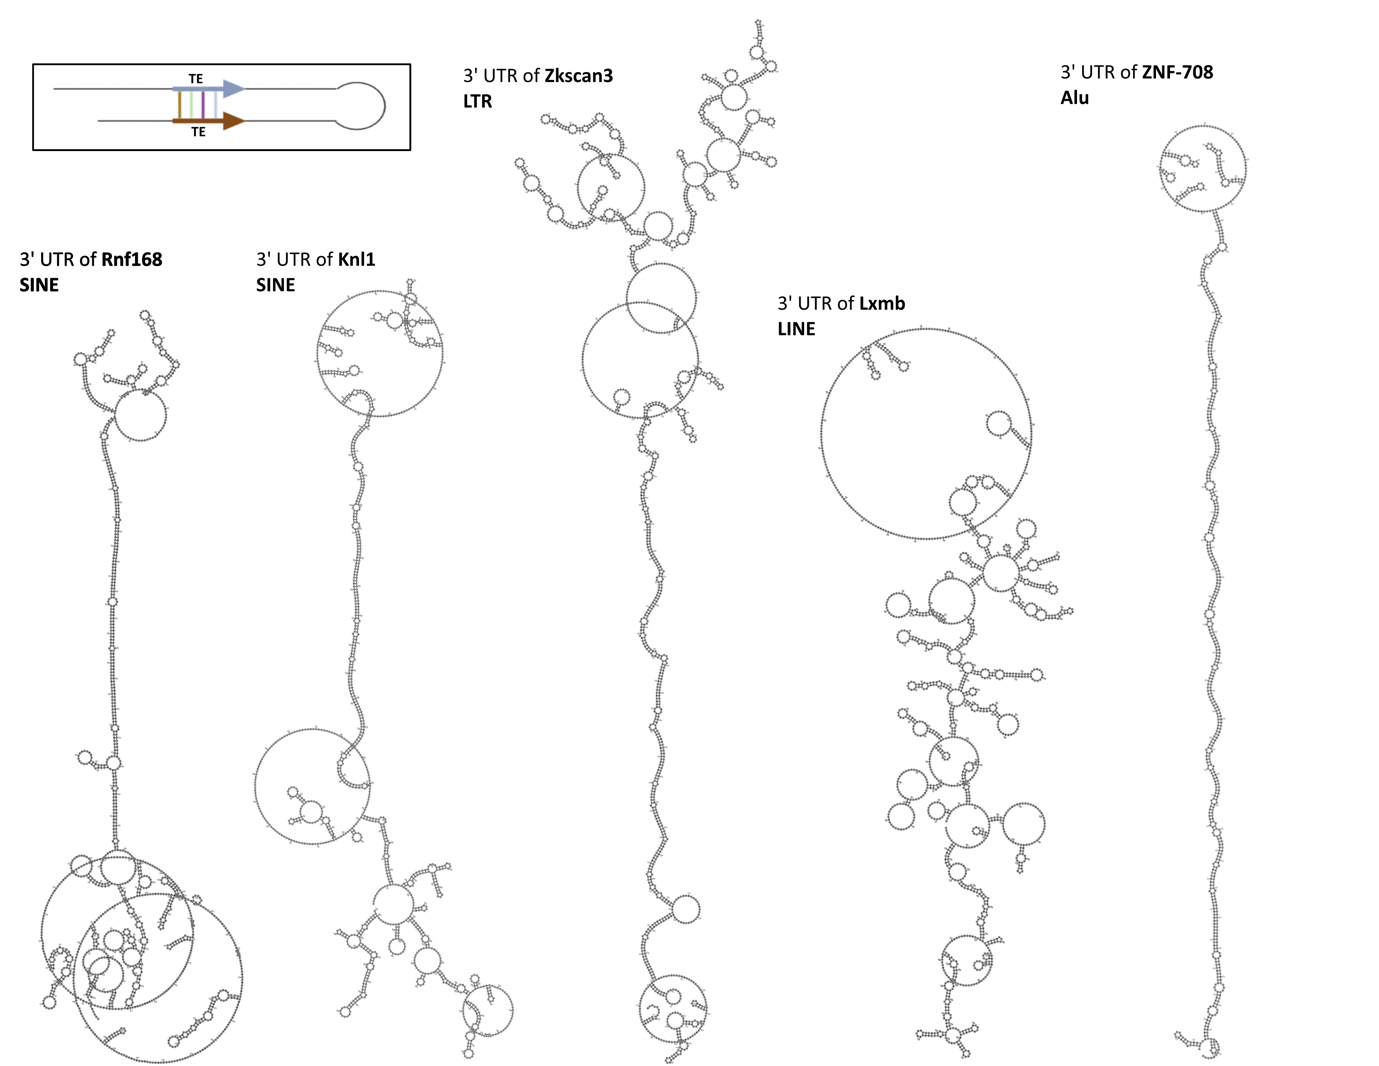 TE
TE
3' UTR of Rnf168
SINE
3' UTR of Knl1
SINE
3' UTR of Zkscan3
LTR
3' UTR of Lxmb
LINE
3' UTR of ZNF-708
Alu